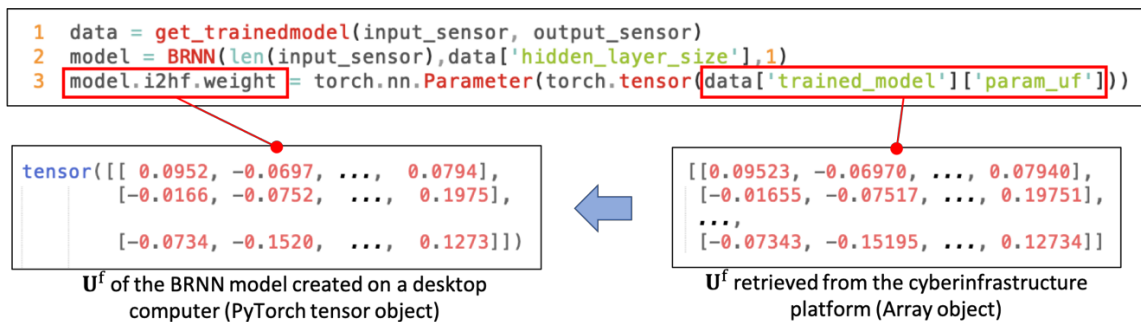 1 data = get_trainedmodel(input_sensor, output_sensor)
2 model = BRNN(len(input_sensor),data['hidden_layer_size'],1)
3 model.i2hf.weight = torch.nn.Parameter(torch.tensor(data['trained_model']['param_uf']))
tensor([[ 0.0952, -0.0697, ..., 0.0794],
[-0.0166, -0.0752, ..., 0.1975],
[-0.0734, -0.1520, ..., 0.1273]])
U^f of the BRNN model created on a desktop
computer (PyTorch tensor object)
[[0.09523, -0.06970, ..., 0.07940],
[-0.01655, -0.07517, ..., 0.19751],
...,
[-0.07343, -0.15195, ..., 0.12734]]
U^f retrieved from the cyberinfrastructure
platform (Array object)